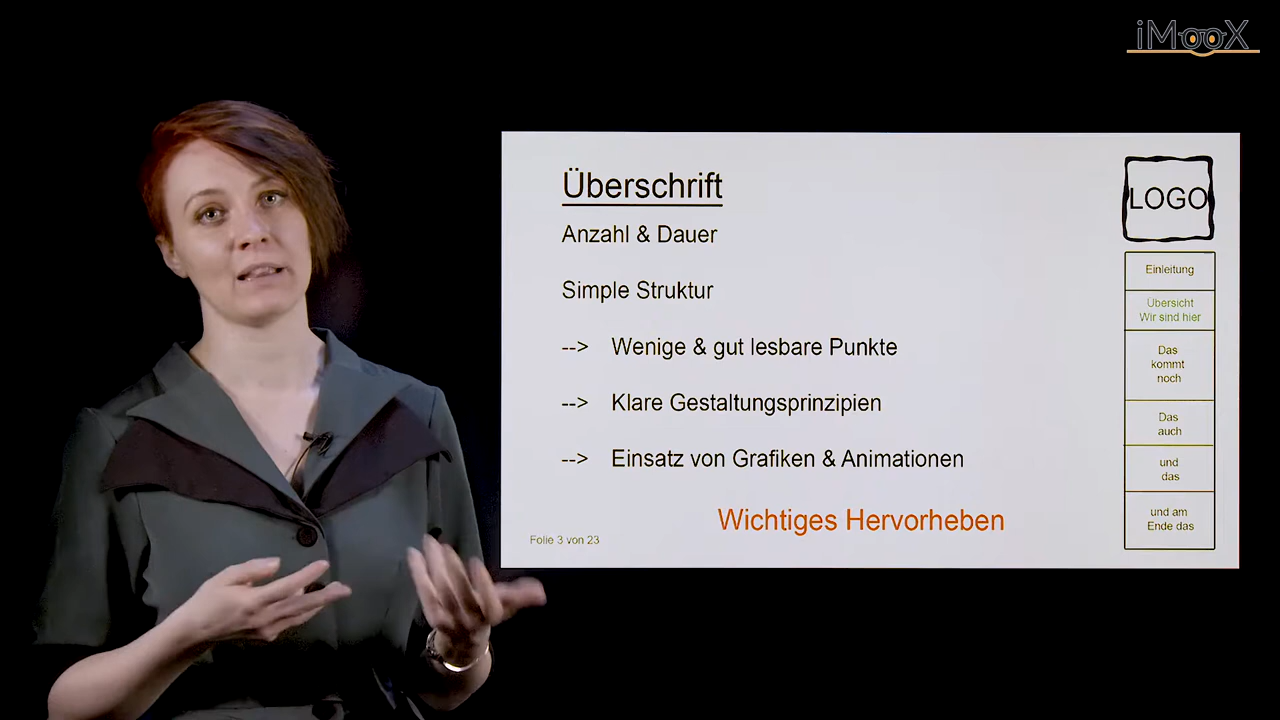 iMooX
Überschrift
Anzahl & Dauer
Simple Struktur
--> Wenige & gut lesbare Punkte
--> Klare Gestaltungsprinzipien
--> Einsatz von Grafiken & Animationen
Wichtiges Hervorheben
Folie 3 von 23
LOGO
Einleitung
Übersicht
Wir sind hier
Das
kommt
noch
Das
auch
und
das
und am
Ende das